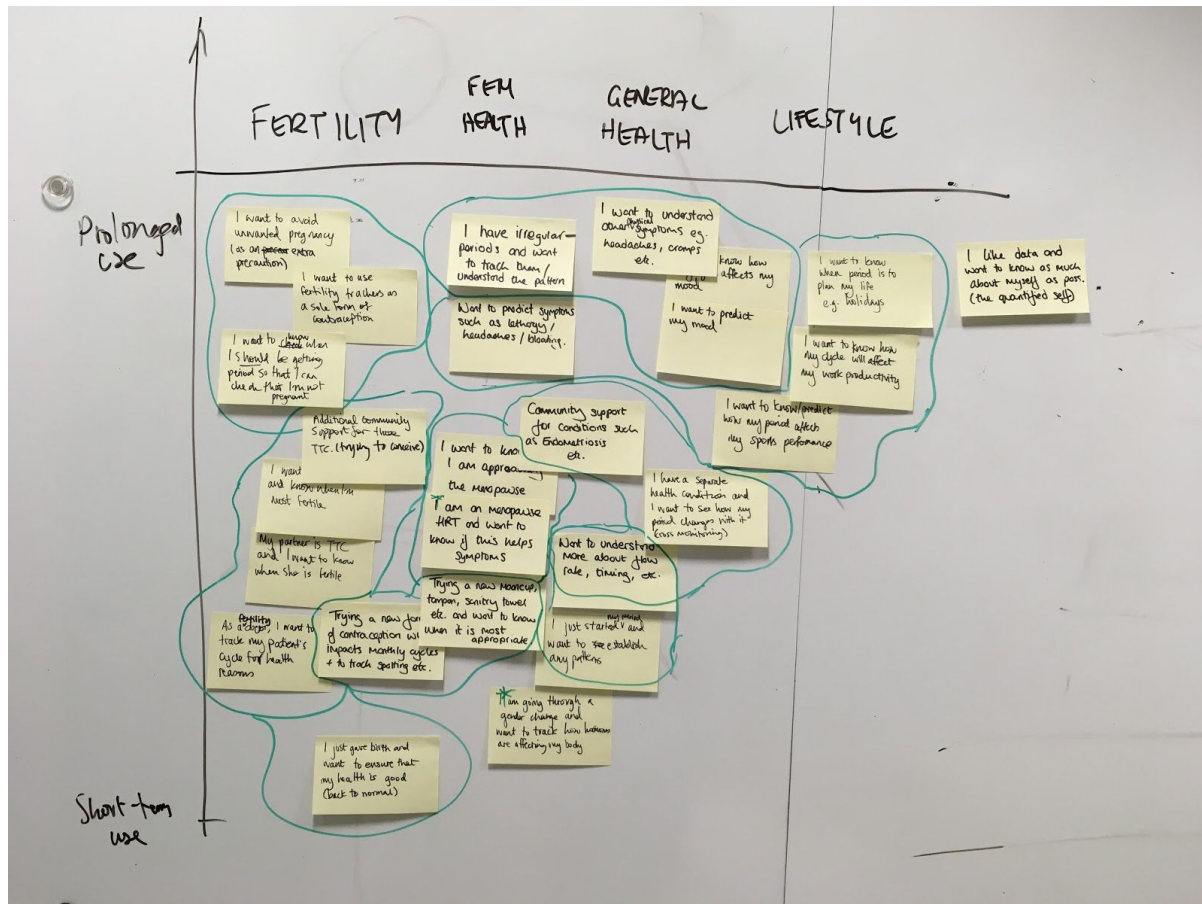 FERTILITY
FEM
HEALTH
GENERAL
HEALTH
LIFESTYLE
Prolonged
use
I want to avoid
unwanted pregnancy
(as an extra
precaution)
I want to use
fertility trackers as
a sole form of
contraception
I want to know when
I should be getting
period so that I can
check that I'm not
pregnant
I have irregular
periods and want
to track them/
understand the pattern
Want to predict symptoms
such as lethargy/
headaches/bloating.
I want to understand
other physical symptoms eg.
headaches, cramps
etc.
know how
affects my
mood
I want to predict
my mood
I want to know
when period is to
plan my life
e.g. holidays
I want to know how
my cycle will affect
my work productivity
I want to know/predict
how my period affects
my sports performance
I like data and
want to know as much
about myself as poss.
(the quantified self)
Additional community
support for those
TTC. (trying to conceive)
I want
and know when I'm
most fertile
My partner is TTC
and I want to know
when she is fertile
As a fertility doctor, I want to
track my patient's
cycle for health
reasons
Trying a new for
of contraception wi
impacts monthly cycles
+ to track spotting etc.
I want to kno
I am approaching
the menopause
I am on menopause
HRT and want to
know if this helps
symptoms
Trying a new mooncup,
tampon, sanitry towel
etc. and want to know
when it is most
appropriate
Community support
for conditions such
as Endometriosis
etc.
I have a separate
health condition and
I want to see how my
period changes with it
(cross monitoring)
Want to understand
more about flow
rate, timing, etc.
I just started my period and
want to establish
any patterns
I am going through a
gender change and
want to track how hormones
are affecting my body
I just gave birth and
want to ensure that
my health is good
(back to normal)
Short-term
use